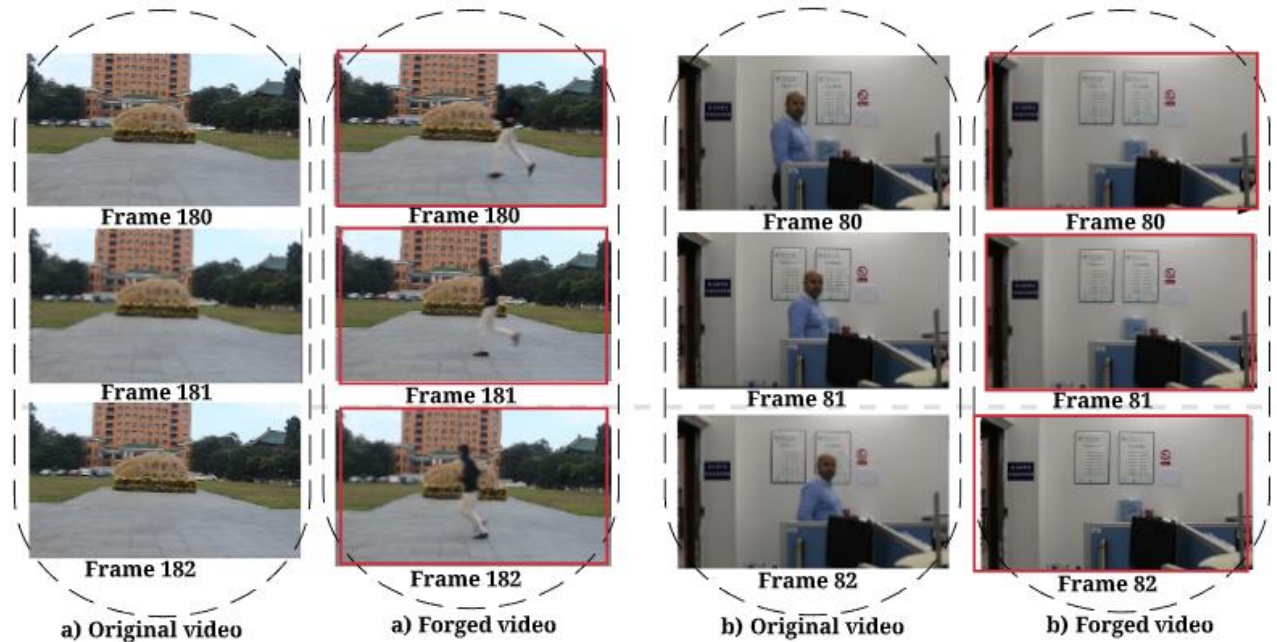 Frame 180
Frame 181
Frame 182
a) Original video
Frame 180
Frame 181
Frame 182
a) Forged video
Frame 80
Frame 81
Frame 82
b) Original video
Frame 80
Frame 81
Frame 82
b) Forged video